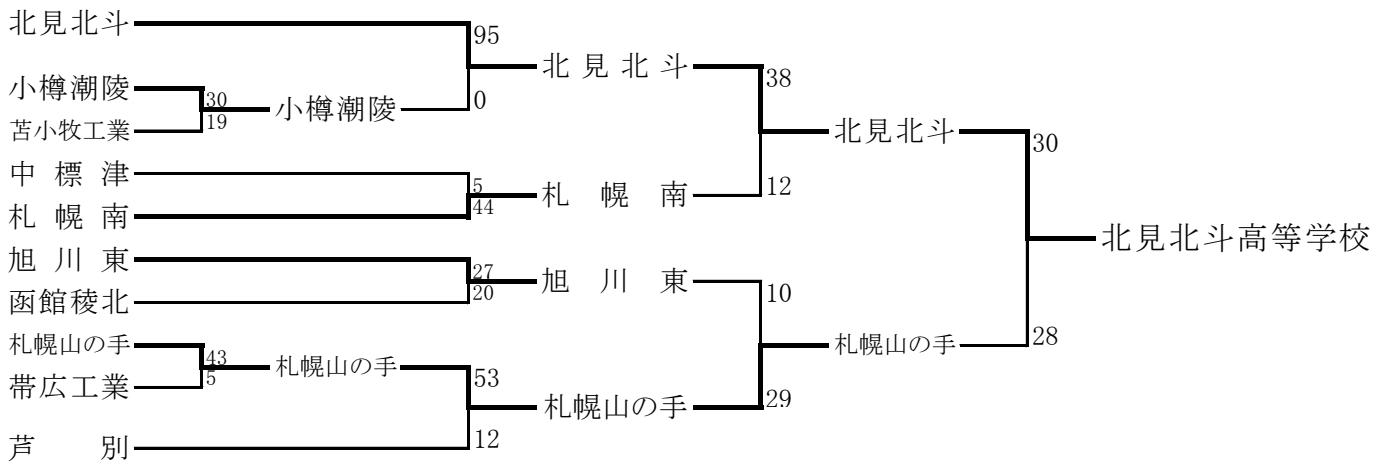 北見北斗
95
北見北斗
38
小樽潮陵
30
小樽潮陵
0
19
苫小牧工業
北見北斗
30
中標津
5
札幌南
12
44
札幌南
北見北斗高等学校
旭川東
27
旭川東
10
20
函館稜北
札幌山の手
43
札幌山の手
53
札幌山の手
28
5
帯広工業
札幌山の手
29
12
芦別